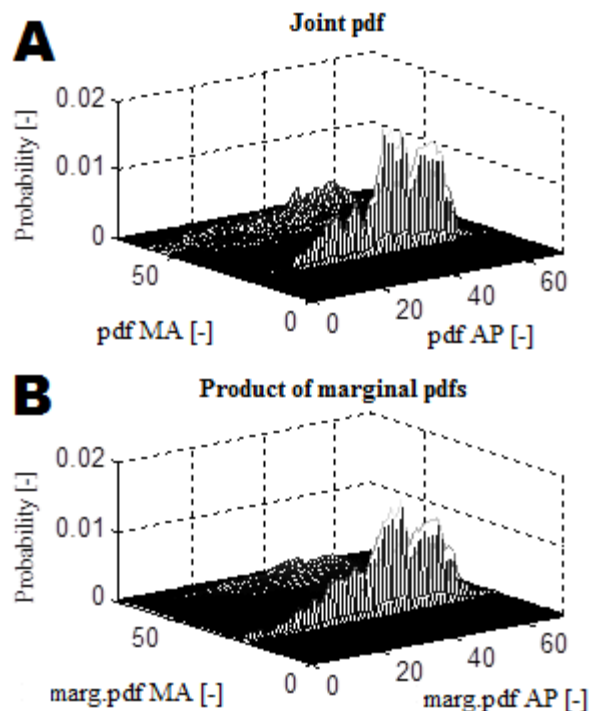 A
Joint pdf
Probability [-]
0.02
0.01
0
50
0
0
20
40
60
pdf MA [-]
pdf AP [-]
B
Product of marginal pdfs
Probability [-]
0.02
0.01
0
50
0
0
20
40
60
marg.pdf MA [-]
marg.pdf AP [-]